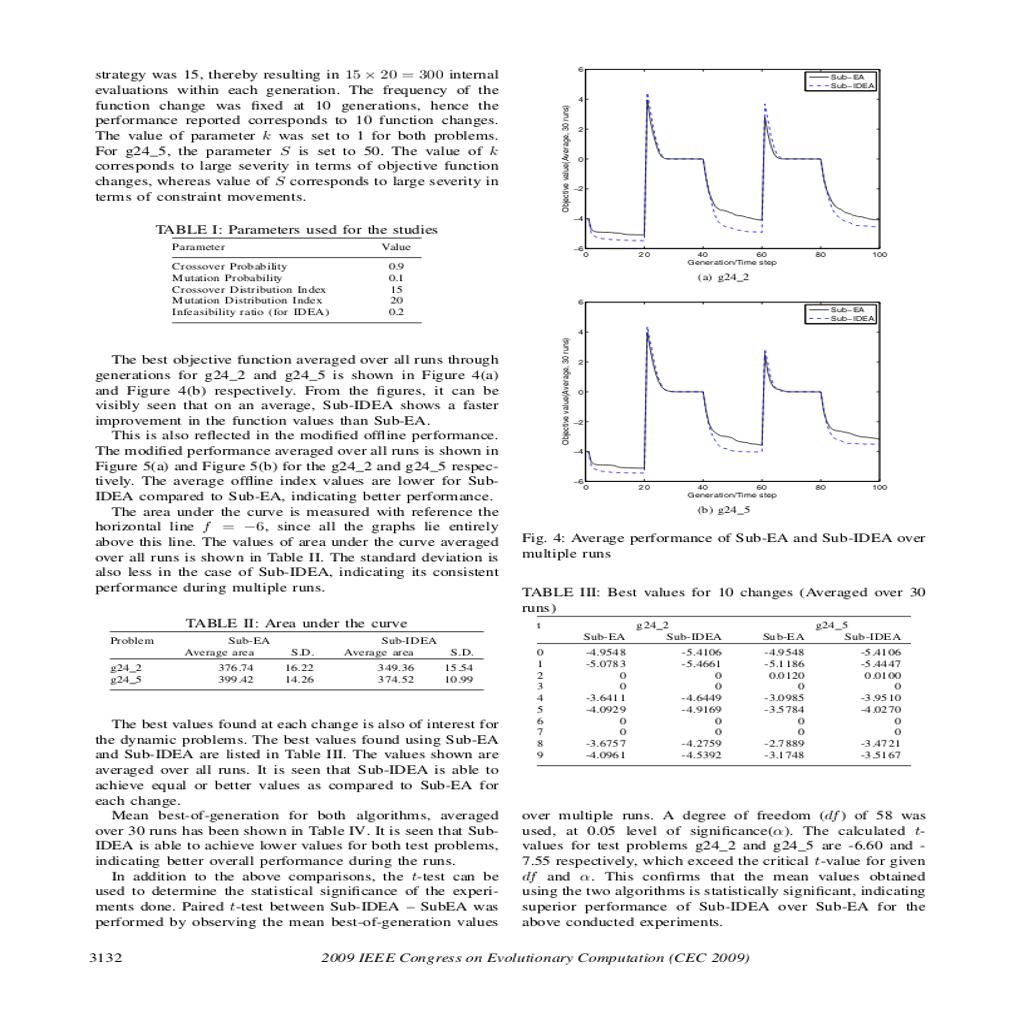 strategy was 15, thereby resulting in 15 × 20 = 300 internal
evaluations within each generation. The frequency of the
function change was fixed at 10 generations, hence the
performance reported corresponds to 10 function changes.
The value of parameter k was set to 1 for both problems.
For g24_5, the parameter S is set to 50. The value of k
corresponds to large severity in terms of objective function
changes, whereas value of S corresponds to large severity in
terms of constraint movements.
TABLE I: Parameters used for the studies
Parameter Value
Crossover Probability 0.9
Mutation Probability 0.1
Crossover Distribution Index 15
Mutation Distribution Index 20
Infeasibility ratio (for IDEA) 0.2
The best objective function averaged over all runs through
generations for g24_2 and g24_5 is shown in Figure 4(a)
and Figure 4(b) respectively. From the figures, it can be
visibly seen that on an average, Sub-IDEA shows a faster
improvement in the function values than Sub-EA.
This is also reflected in the modified offline performance.
The modified performance averaged over all runs is shown in
Figure 5(a) and Figure 5(b) for the g24_2 and g24_5 respec-
tively. The average offline index values are lower for Sub-
IDEA compared to Sub-EA, indicating better performance.
The area under the curve is measured with reference the
horizontal line f = −6, since all the graphs lie entirely
above this line. The values of area under the curve averaged
over all runs is shown in Table II. The standard deviation is
also less in the case of Sub-IDEA, indicating its consistent
performance during multiple runs.
TABLE II: Area under the curve
Problem Sub-EA Sub-IDEA
Average area S.D. Average area S.D.
g24_2 376.74 16.22 349.36 15.54
g24_5 399.42 14.26 374.52 10.99
The best values found at each change is also of interest for
the dynamic problems. The best values found using Sub-EA
and Sub-IDEA are listed in Table III. The values shown are
averaged over all runs. It is seen that Sub-IDEA is able to
achieve equal or better values as compared to Sub-EA for
each change.
Mean best-of-generation for both algorithms, averaged
over 30 runs has been shown in Table IV. It is seen that Sub-
IDEA is able to achieve lower values for both test problems,
indicating better overall performance during the runs.
In addition to the above comparisons, the t-test can be
used to determine the statistical significance of the experi-
ments done. Paired t-test between Sub-IDEA – SubEA was
performed by observing the mean best-of-generation values
6
4
2
0
−2
−4
−6
Objective value(Average, 30 runs)
Sub−EA
Sub−IDEA
0 20 40 60 80 100
Generation/Time step
(a) g24_2
6
4
2
0
−2
−4
−6
Objective value(Average, 30 runs)
Sub−EA
Sub−IDEA
0 20 40 60 80 100
Generation/Time step
(b) g24_5
Fig. 4: Average performance of Sub-EA and Sub-IDEA over
multiple runs
TABLE III: Best values for 10 changes (Averaged over 30
runs)
t g24_2 g24_5
Sub-EA Sub-IDEA Sub-EA Sub-IDEA
0 -4.9548 -5.4106 -4.9548 -5.4106
1 -5.0783 -5.4661 -5.1186 -5.4447
2 0 0 0.0120 0.0100
3 0 0 0 0
4 -3.6411 -4.6449 -3.0985 -3.9510
5 -4.0929 -4.9169 -3.5784 -4.0270
6 0 0 0 0
7 0 0 0 0
8 -3.6757 -4.2759 -2.7889 -3.4721
9 -4.0961 -4.5392 -3.1748 -3.5167
over multiple runs. A degree of freedom (df) of 58 was
used, at 0.05 level of significance(α). The calculated t-
values for test problems g24_2 and g24_5 are -6.60 and -
7.55 respectively, which exceed the critical t-value for given
df and α. This confirms that the mean values obtained
using the two algorithms is statistically significant, indicating
superior performance of Sub-IDEA over Sub-EA for the
above conducted experiments.
3132 2009 IEEE Congress on Evolutionary Computation (CEC 2009)